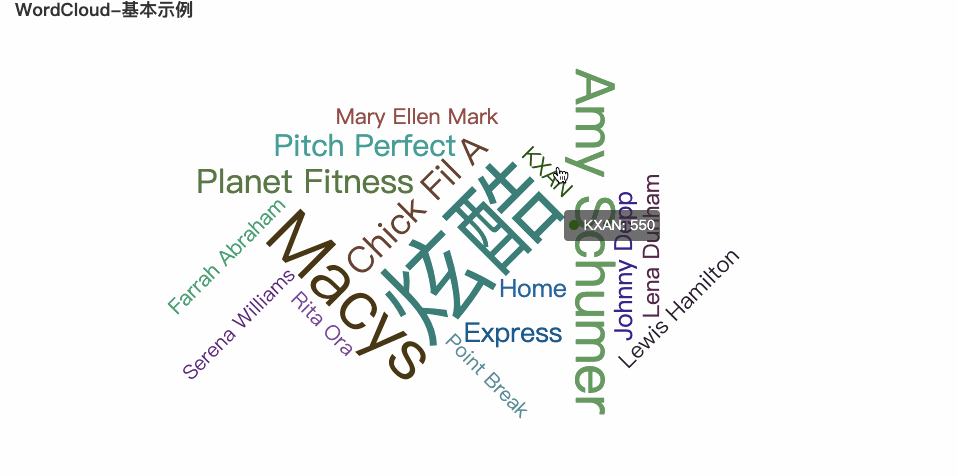 WordCloud-基本示例
Amy Schumer
Mary Ellen Mark
Pitch Perfect
Chick Fil A
KXAN
Planet Fitness
炫酷
KXAN: 550
Johnny Depp
Lena Dunham
Farrah Abraham
Macys
Home
Lewis Hamilton
Serena Williams
Rita Ora
Express
Point Break